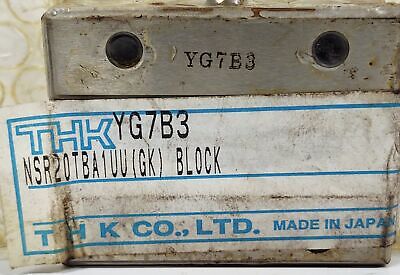 YG7B3
THK YG7B3
NSR20TBA1UU(GK) BLOCK
THK CO., LTD. MADE IN JAPAN